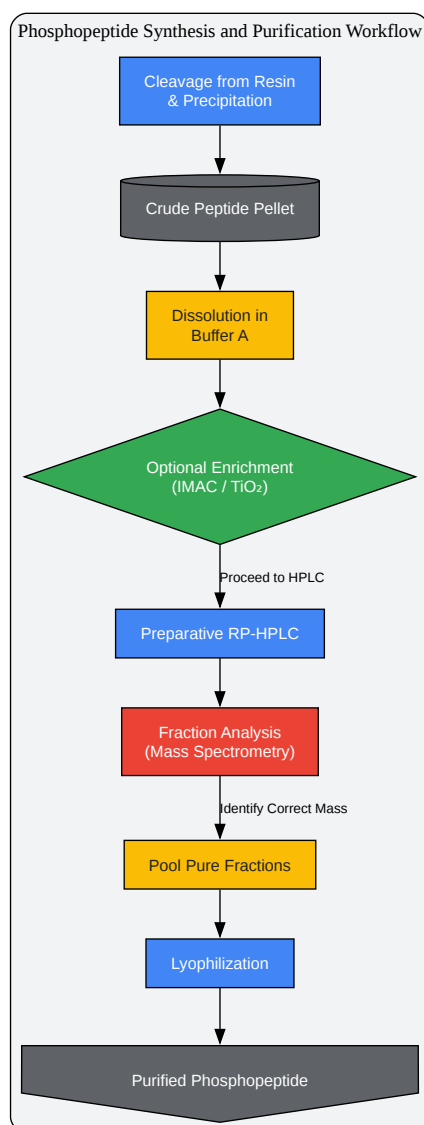 Phosphopeptide Synthesis and Purification Workflow
Cleavage from Resin
& Precipitation
Crude Peptide Pellet
Dissolution in
Buffer A
Optional Enrichment
(IMAC / TiO₂)
Proceed to HPLC
Preparative RP-HPLC
Fraction Analysis
(Mass Spectrometry)
Identify Correct Mass
Pool Pure Fractions
Lyophilization
Purified Phosphopeptide